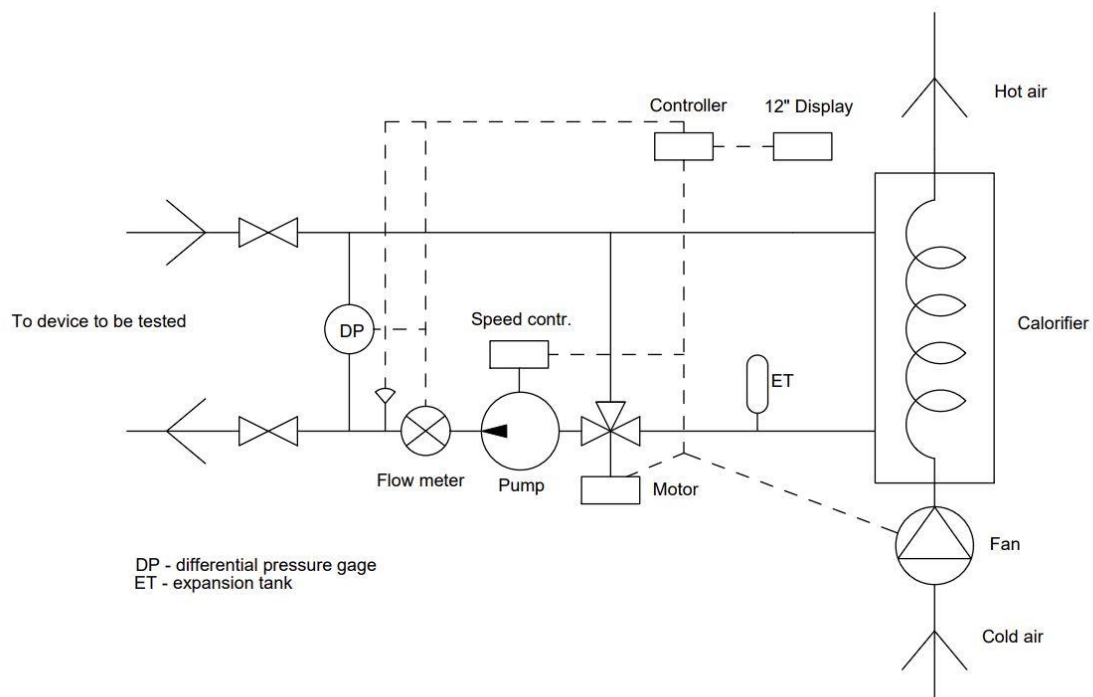 Hot air
Controller
12" Display
To device to be tested
DP
Speed contr.
Calorifier
ET
Flow meter
Pump
Motor
Fan
DP - differential pressure gage
ET - expansion tank
Cold air